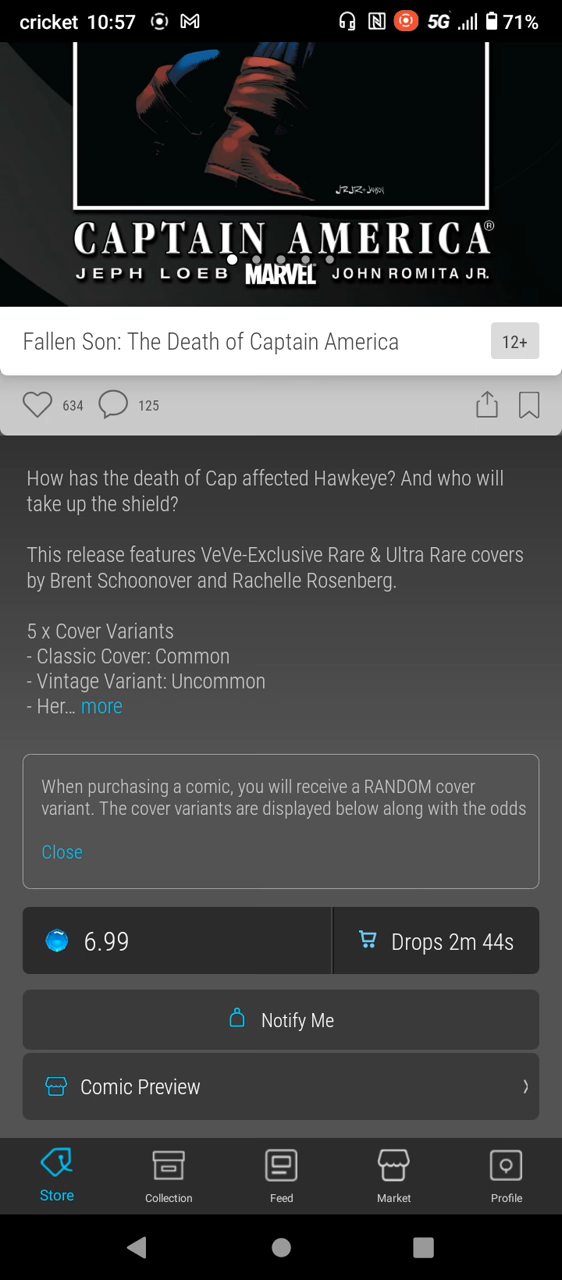 cricket 10:57 5G 71%
JRJR+JANSON
CAPTAIN AMERICA®
JEPH LOEB MARVEL JOHN ROMITA JR.
Fallen Son: The Death of Captain America 12+
634 125
How has the death of Cap affected Hawkeye? And who will
take up the shield?
This release features VeVe-Exclusive Rare & Ultra Rare covers
by Brent Schoonover and Rachelle Rosenberg.
5 x Cover Variants
- Classic Cover: Common
- Vintage Variant: Uncommon
- Her... more
When purchasing a comic, you will receive a RANDOM cover
variant. The cover variants are displayed below along with the odds
Close
6.99 Drops 2m 44s
Notify Me
Comic Preview
Store Collection Feed Market Profile